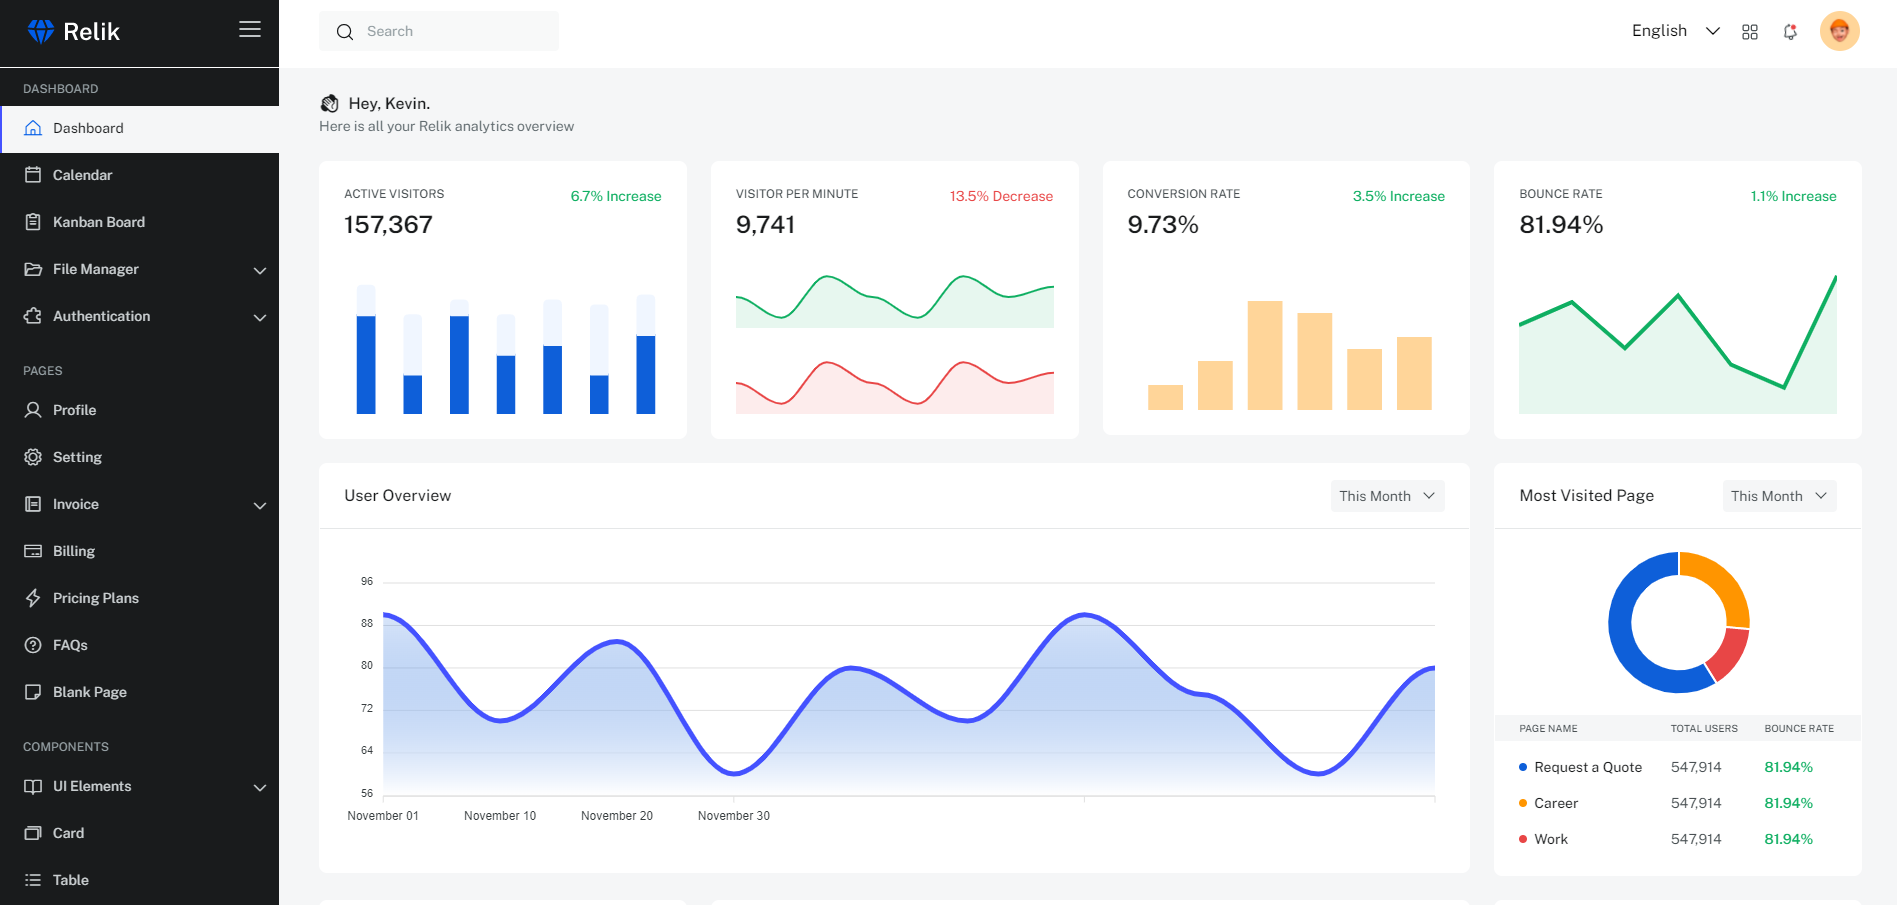 Relik
Search
English
DASHBOARD
Dashboard
Calendar
Kanban Board
File Manager
Authentication
PAGES
Profile
Setting
Invoice
Billing
Pricing Plans
FAQs
Blank Page
COMPONENTS
UI Elements
Card
Table
Hey, Kevin.
Here is all your Relik analytics overview
ACTIVE VISITORS
6.7% Increase
157,367
VISITOR PER MINUTE
13.5% Decrease
9,741
CONVERSION RATE
3.5% Increase
9.73%
BOUNCE RATE
1.1% Increase
81.94%
User Overview
This Month
96
88
80
72
64
56
November 01 November 10 November 20 November 30
Most Visited Page
This Month
PAGE NAME TOTAL USERS BOUNCE RATE
Request a Quote 547,914 81.94%
Career 547,914 81.94%
Work 547,914 81.94%